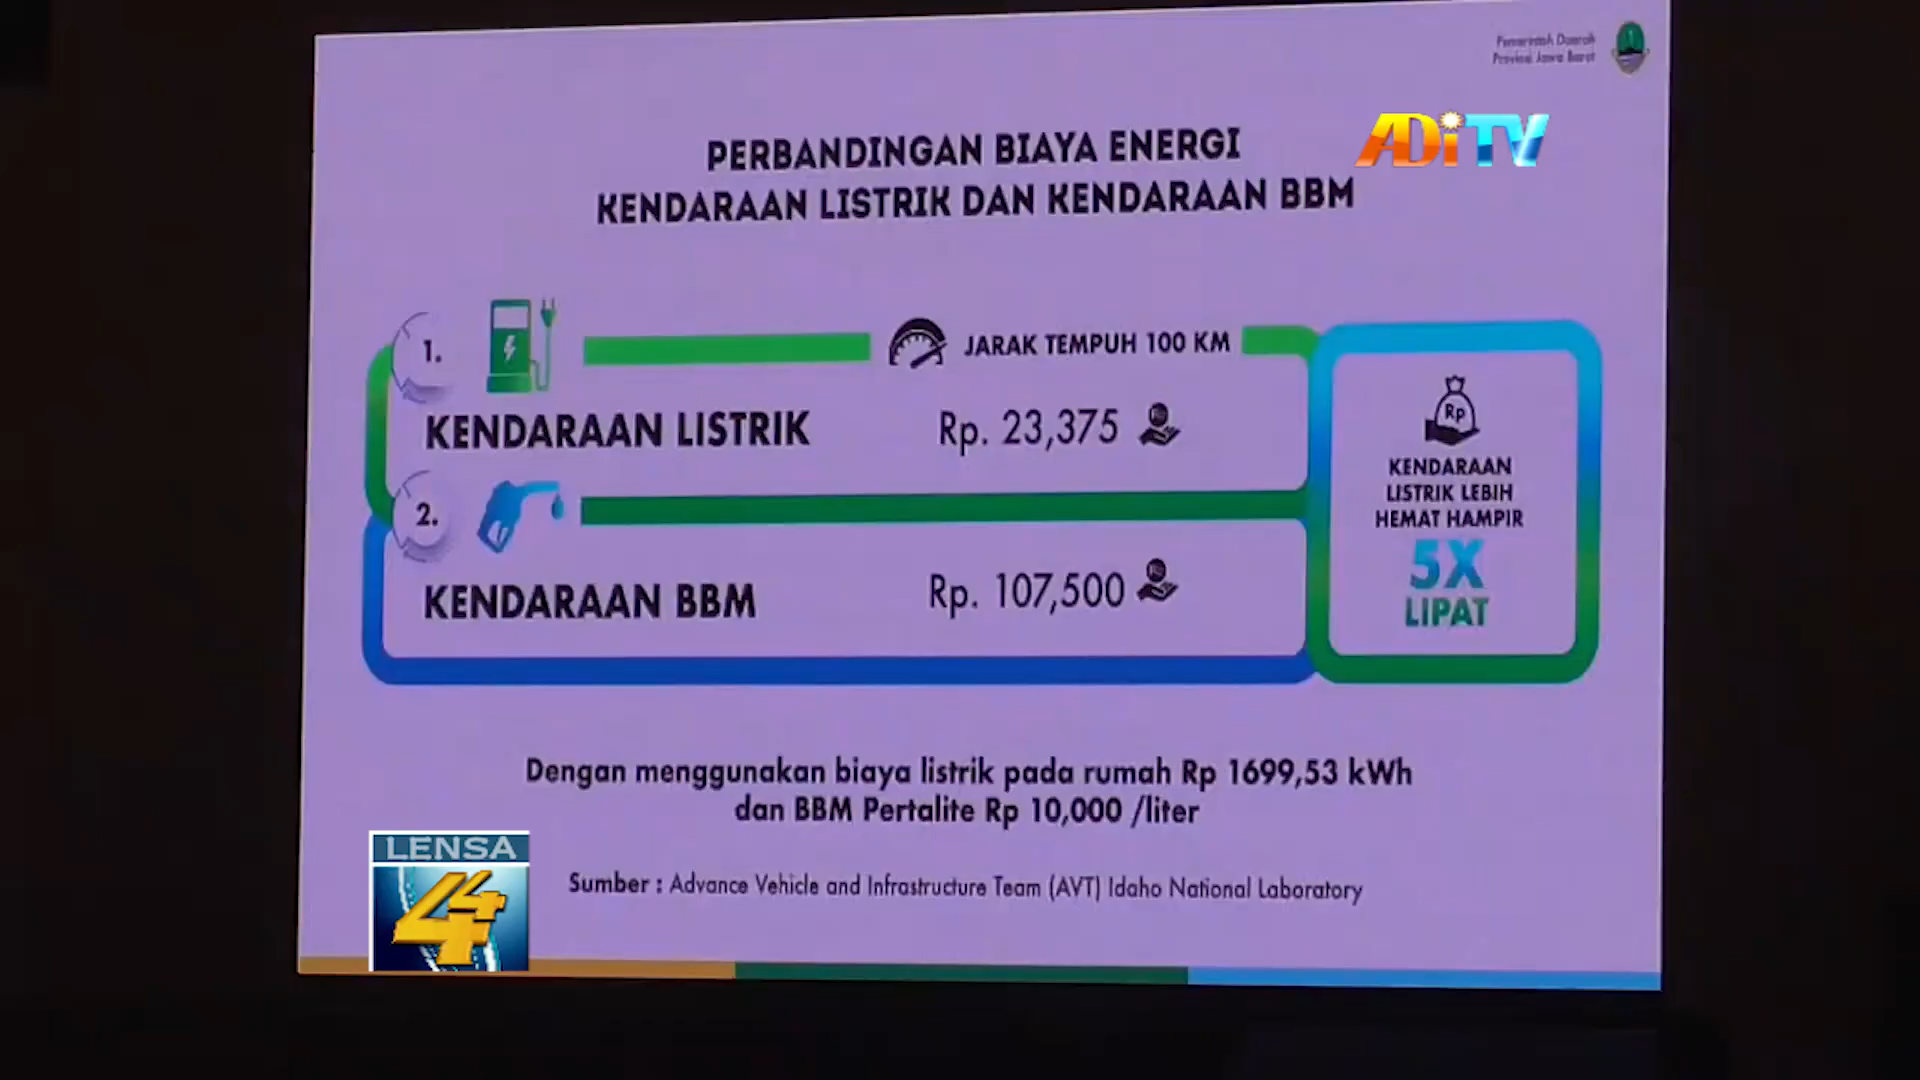 Pemerintah Daerah
Provinsi Jawa Barat
ADiTV
PERBANDINGAN BIAYA ENERGI
KENDARAAN LISTRIK DAN KENDARAAN BBM
1.
JARAK TEMPUH 100 KM
KENDARAAN LISTRIK
Rp. 23,375
2.
KENDARAAN BBM
Rp. 107,500
Rp
KENDARAAN
LISTRIK LEBIH
HEMAT HAMPIR
5X
LIPAT
Dengan menggunakan biaya listrik pada rumah Rp 1699,53 kWh
dan BBM Pertalite Rp 10,000 /liter
Sumber : Advance Vehicle and Infrastructure Team (AVT) Idaho National Laboratory
LENSA
44